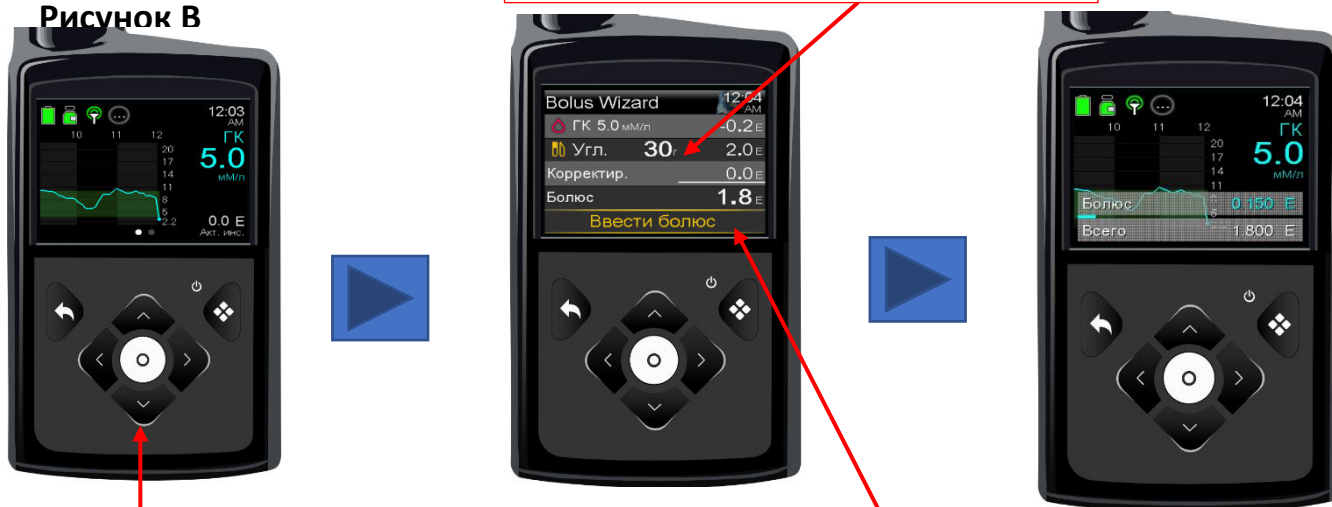 Рисунок В
12:03
AM
10 11 12
ГК
5.0
мМ/л
20
17
14
11
8
5
2.2
0.0 Е
Акт. инс.
Bolus Wizard 12:04
AM
ГК 5.0 мМ/л -0.2 Е
Угл. 30г 2.0 Е
Корректир. 0.0 Е
Болюс 1.8 Е
Ввести болюс
12:04
AM
10 11 12
ГК
5.0
мМ/л
20
17
14
11
Болюс 0.150 Е
Всего 1.800 Е